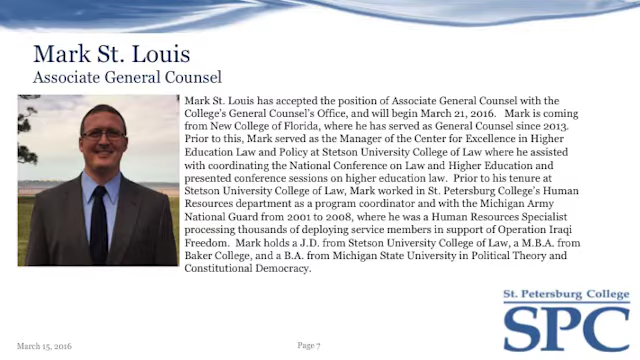 Mark St. Louis
Associate General Counsel
Mark St. Louis has accepted the position of Associate General Counsel with the
College's General Counsel's Office, and will begin March 21, 2016.   Mark is coming
from New College of Florida, where he has served as General Counsel since 2013.
Prior to this, Mark served as the Manager of the Center for Excellence in Higher
Education Law and Policy at Stetson University College of Law where he assisted
with coordinating the National Conference on Law and Higher Education and
presented conference sessions on higher education law.  Prior to his tenure at
Stetson University College of Law, Mark worked in St. Petersburg College's Human
Resources department as a program coordinator and with the Michigan Army
National Guard from 2001 to 2008, where he was a Human Resources Specialist
processing thousands of deploying service members in support of Operation Iraqi
Freedom.  Mark holds a J.D. from Stetson University College of Law, a M.B.A. from
Baker College, and a B.A. from Michigan State University in Political Theory and
Constitutional Democracy.
St. Petersburg College
SPC
March 15, 2016
Page 7